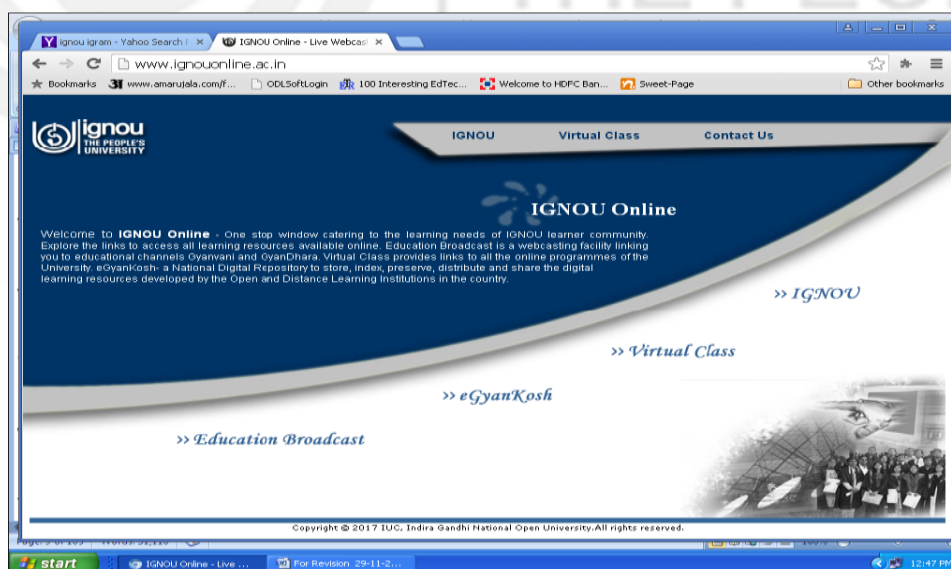 ignou igram - Yahoo Search
IGNOU Online - Live Webcas
www.ignouonline.ac.in
Bookmarks www.amarujala.com/f... ODLSoftLogin 100 Interesting EdTec... Welcome to HDFC Ban... Sweet-Page Other bookmarks
ignou
THE PEOPLE'S
UNIVERSITY
IGNOU Virtual Class Contact Us
IGNOU Online
Welcome to IGNOU Online - One stop window catering to the learning needs of IGNOU learner community.
Explore the links to access all learning resources available online. Education Broadcast is a webcasting facility linking
you to educational channels Gyanvani and GyanDhara. Virtual Class provides links to all the online programmes of the
University. eGyanKosh- a National Digital Repository to store, index, preserve, distribute and share the digital
learning resources developed by the Open and Distance Learning Institutions in the country.
>> IGNOU
>> Virtual Class
>> eGyanKosh
>> Education Broadcast
Copyright © 2017 IUC, Indira Gandhi National Open University.All rights reserved.
start IGNOU Online - Live ... For Revision 29-11-2... 12:47 PM